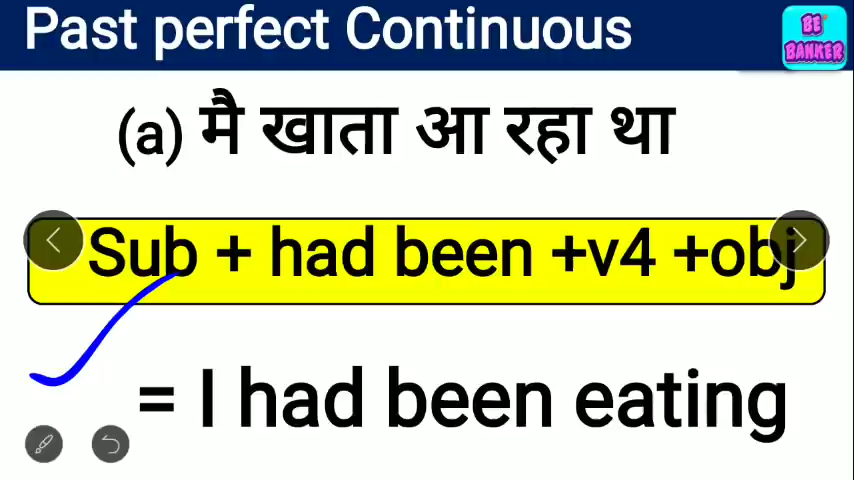 Past perfect Continuous
BE BANKER
(a) मै खाता आ रहा था
Sub + had been +v4 +obj
= I had been eating